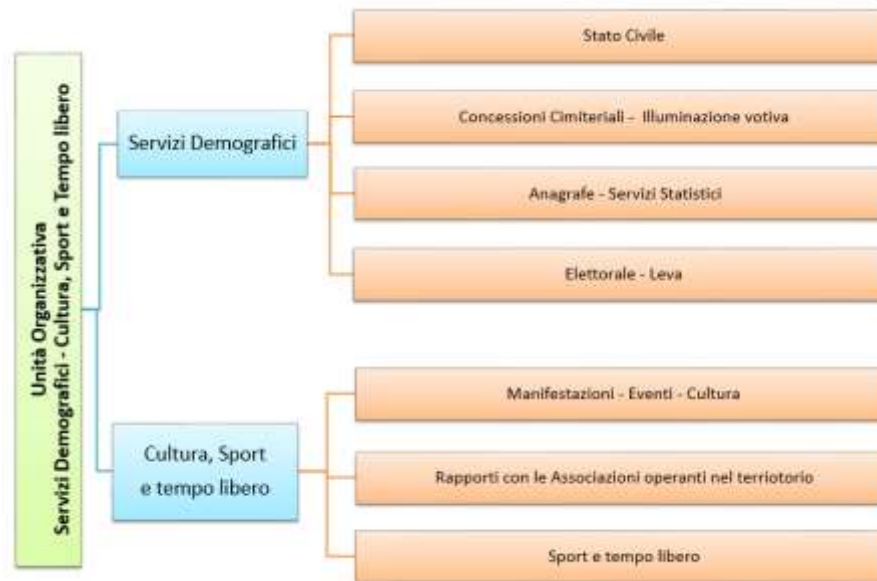 Unità Organizzativa
Servizi Demografici - Cultura, Sport e Tempo libero
Servizi Demografici
Stato Civile
Concessioni Cimiteriali - Illuminazione votiva
Anagrafe - Servizi Statistici
Elettorale - Leva
Cultura, Sport
e tempo libero
Manifestazioni - Eventi - Cultura
Rapporti con le Associazioni operanti nel terriotorio
Sport e tempo libero